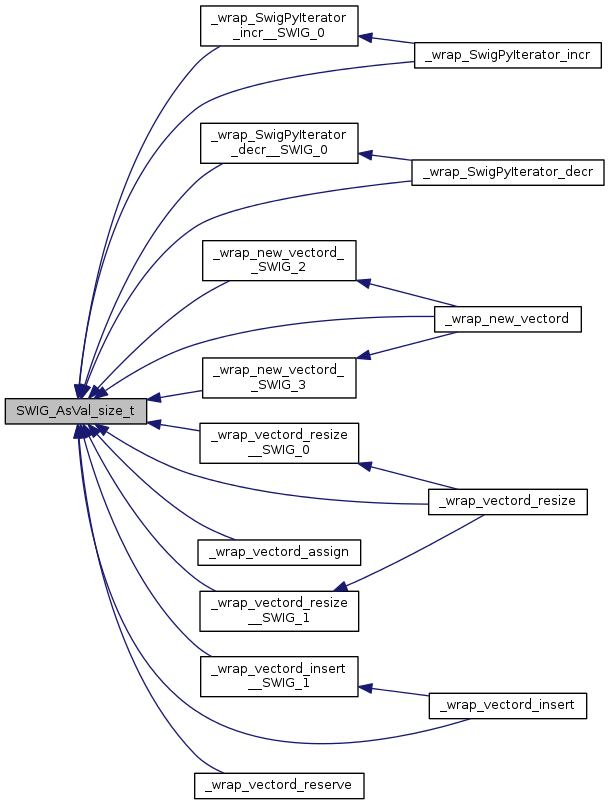 _wrap_SwigPyIterator
_incr__SWIG_0
_wrap_SwigPyIterator_incr
_wrap_SwigPyIterator
_decr__SWIG_0
_wrap_SwigPyIterator_decr
_wrap_new_vectord_
_SWIG_2
_wrap_new_vectord
_wrap_new_vectord_
_SWIG_3
SWIG_AsVal_size_t
_wrap_vectord_resize
__SWIG_0
_wrap_vectord_resize
_wrap_vectord_assign
_wrap_vectord_resize
__SWIG_1
_wrap_vectord_insert
__SWIG_1
_wrap_vectord_insert
_wrap_vectord_reserve